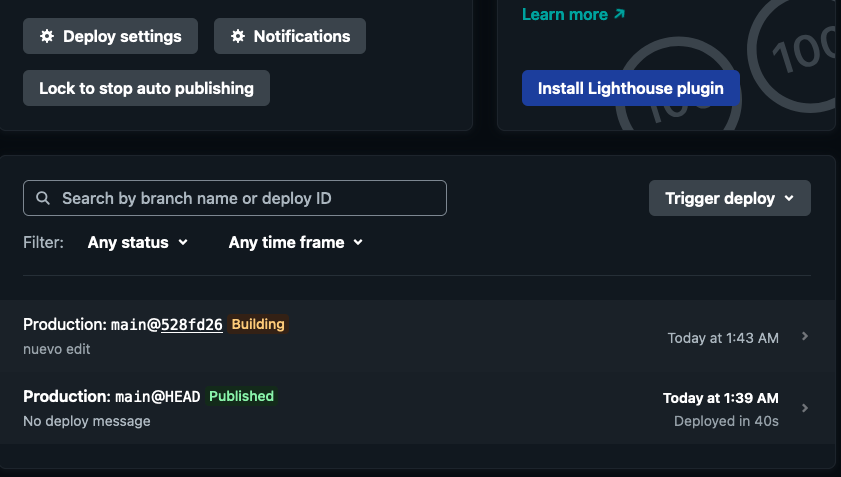 Deploy settings
Notifications
Lock to stop auto publishing
Learn more
Install Lighthouse plugin
100
100
Search by branch name or deploy ID
Trigger deploy
Filter: Any status Any time frame
Production: main@528fd26 Building
nuevo edit
Today at 1:43 AM
Production: main@HEAD Published
No deploy message
Today at 1:39 AM
Deployed in 40s